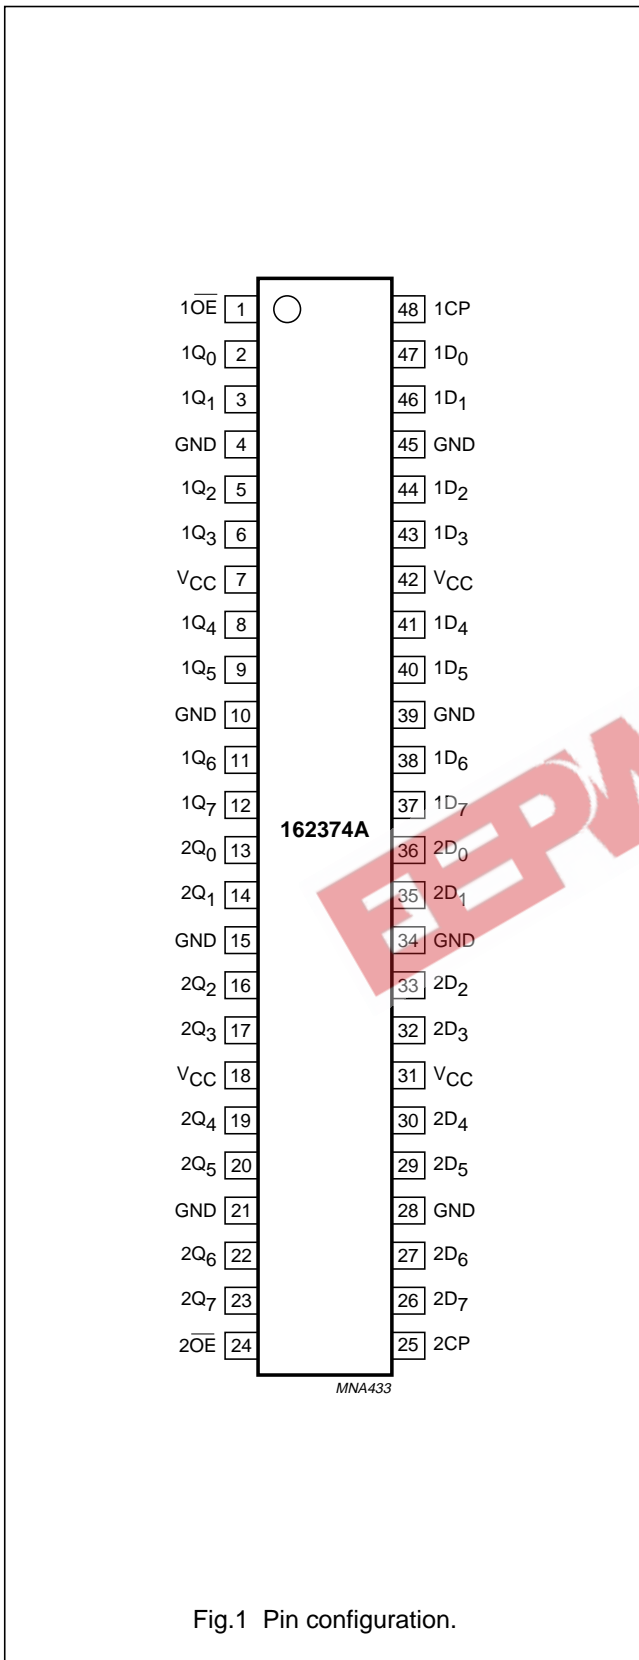 1O̅E̅ 1 48 1CP
1Q0 2 47 1D0
1Q1 3 46 1D1
GND 4 45 GND
1Q2 5 44 1D2
1Q3 6 43 1D3
VCC 7 42 VCC
1Q4 8 41 1D4
1Q5 9 40 1D5
GND 10 39 GND
1Q6 11 38 1D6
1Q7 12 37 1D7
162374A
2Q0 13 36 2D0
2Q1 14 35 2D1
GND 15 34 GND
2Q2 16 33 2D2
2Q3 17 32 2D3
VCC 18 31 VCC
2Q4 19 30 2D4
2Q5 20 29 2D5
GND 21 28 GND
2Q6 22 27 2D6
2Q7 23 26 2D7
2O̅E̅ 24 25 2CP
MNA433
Fig.1 Pin configuration.